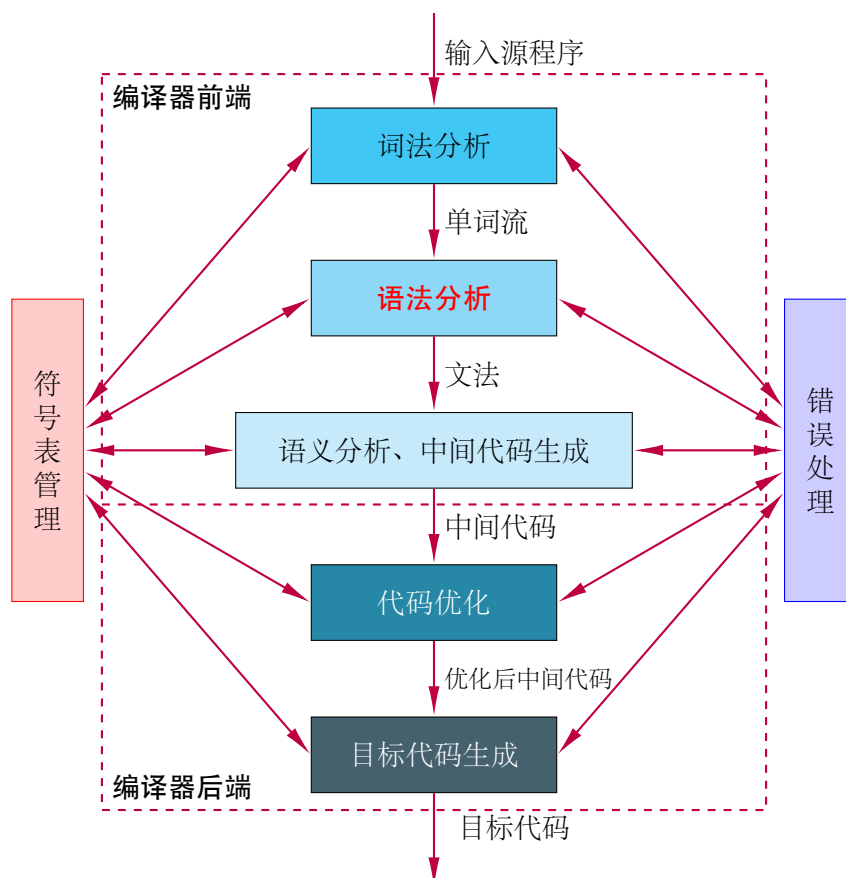 输入源程序
编译器前端
词法分析
单词流
语法分析
文法
符号表管理
错误处理
语义分析、中间代码生成
中间代码
代码优化
优化后中间代码
目标代码生成
编译器后端
目标代码